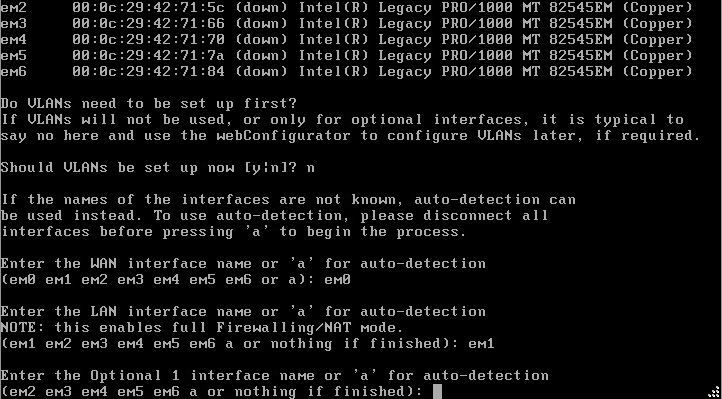 em2     00:0c:29:42:71:5c (down) Intel(R) Legacy PRO/1000 MT 82545EM (Copper)
em3     00:0c:29:42:71:66 (down) Intel(R) Legacy PRO/1000 MT 82545EM (Copper)
em4     00:0c:29:42:71:70 (down) Intel(R) Legacy PRO/1000 MT 82545EM (Copper)
em5     00:0c:29:42:71:7a (down) Intel(R) Legacy PRO/1000 MT 82545EM (Copper)
em6     00:0c:29:42:71:84 (down) Intel(R) Legacy PRO/1000 MT 82545EM (Copper)
Do VLANs need to be set up first?
If VLANs will not be used, or only for optional interfaces, it is typical to
say no here and use the webConfigurator to configure VLANs later, if required.
Should VLANs be set up now [y|n]? n
If the names of the interfaces are not known, auto-detection can
be used instead. To use auto-detection, please disconnect all
interfaces before pressing 'a' to begin the process.
Enter the WAN interface name or 'a' for auto-detection
(em0 em1 em2 em3 em4 em5 em6 or a): em0
Enter the LAN interface name or 'a' for auto-detection
NOTE: this enables full Firewalling/NAT mode.
(em1 em2 em3 em4 em5 em6 a or nothing if finished): em1
Enter the Optional 1 interface name or 'a' for auto-detection
(em2 em3 em4 em5 em6 a or nothing if finished):